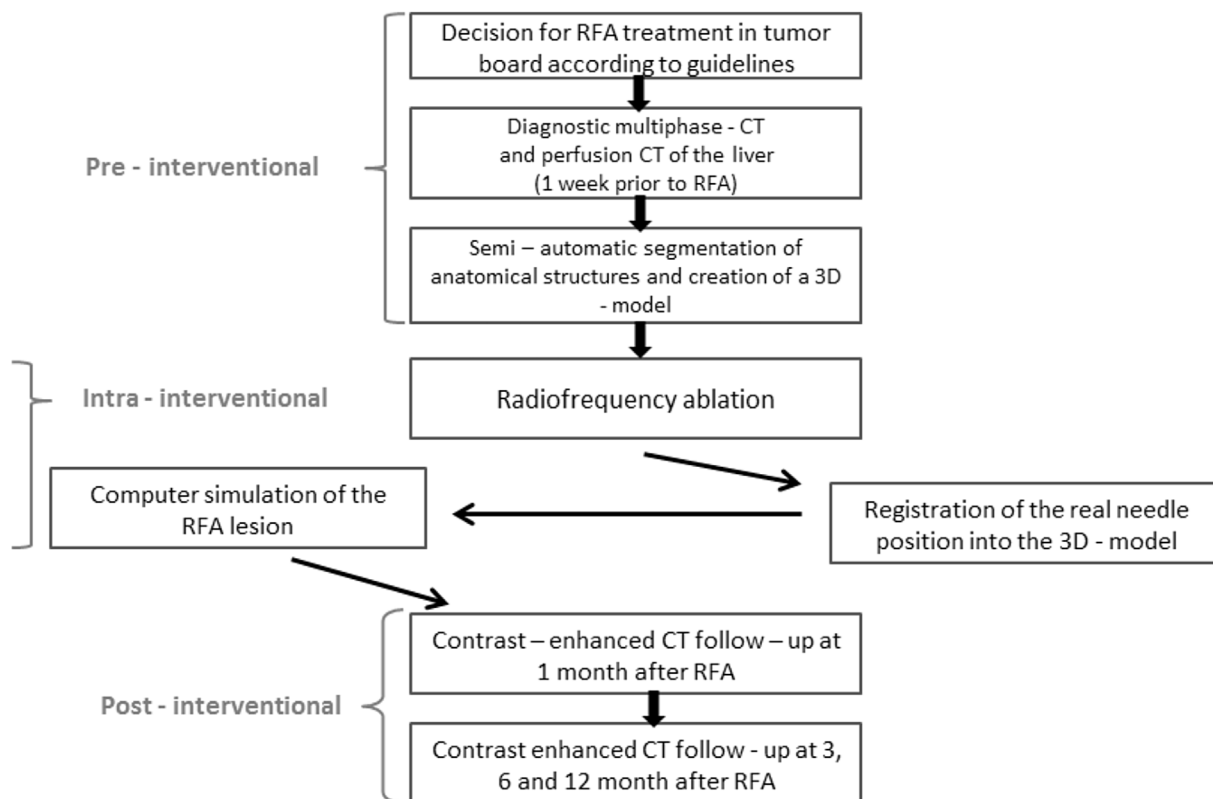 Decision for RFA treatment in tumor
board according to guidelines
Diagnostic multiphase - CT
and perfusion CT of the liver
(1 week prior to RFA)
Pre - interventional
Semi – automatic segmentation of
anatomical structures and creation of a 3D
- model
Intra - interventional
Radiofrequency ablation
Computer simulation of the
RFA lesion
Registration of the real needle
position into the 3D - model
Contrast – enhanced CT follow – up at
1 month after RFA
Post - interventional
Contrast enhanced CT follow - up at 3,
6 and 12 month after RFA